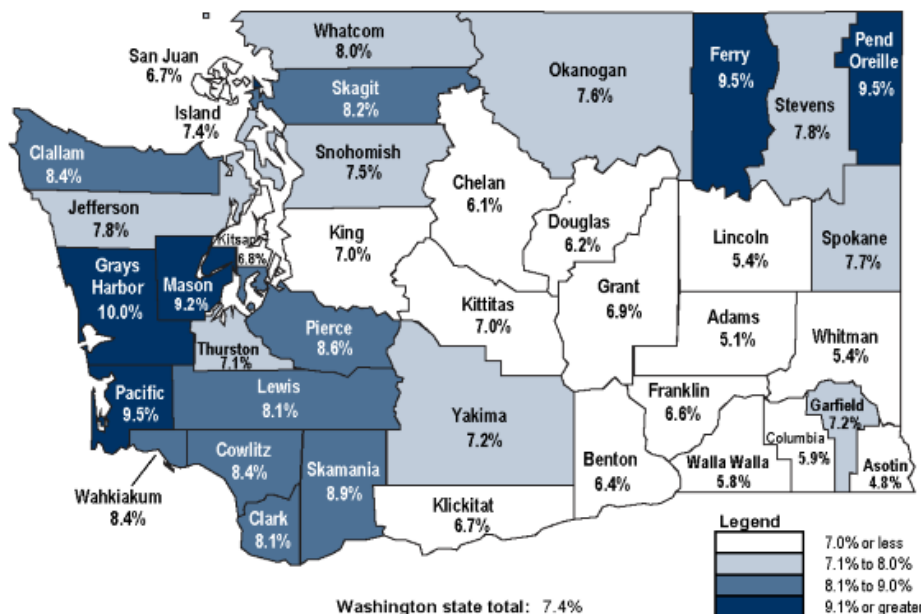 Whatcom
8.0%
San Juan
6.7%
Skagit
8.2%
Island
7.4%
Okanogan
7.6%
Ferry
9.5%
Pend
Oreille
9.5%
Stevens
7.8%
Clallam
8.4%
Snohomish
7.5%
Chelan
6.1%
Jefferson
7.8%
Kitsap
6.8%
King
7.0%
Douglas
6.2%
Lincoln
5.4%
Spokane
7.7%
Grays
Harbor
10.0%
Mason
9.2%
Kittitas
7.0%
Grant
6.9%
Adams
5.1%
Whitman
5.4%
Pierce
8.6%
Thurston
7.1%
Pacific
9.5%
Lewis
8.1%
Yakima
7.2%
Franklin
6.6%
Garfield
7.2%
Cowlitz
8.4%
Skamania
8.9%
Benton
6.4%
Walla Walla
5.8%
Columbia
5.9%
Asotin
4.8%
Wahkiakum
8.4%
Clark
8.1%
Klickitat
6.7%
Legend
7.0% or less
7.1% to 8.0%
8.1% to 9.0%
9.1% or greater
Washington state total: 7.4%